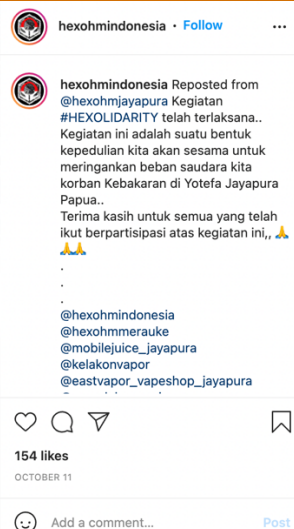 hexohmindonesia • Follow
hexohmindonesia Reposted from
@hexohmjayapura Kegiatan
#HEXOLIDARITY telah terlaksana..
Kegiatan ini adalah suatu bentuk
kepedulian kita akan sesama untuk
meringankan beban saudara kita
korban Kebakaran di Yotefa Jayapura
Papua..
Terima kasih untuk semua yang telah
ikut berpartisipasi atas kegiatan ini,, 🙏
🙏🙏
.
.
.
@hexohmindonesia
@hexohmmerauke
@mobilejuice_jayapura
@kelakonvapor
@eastvapor_vapeshop_jayapura
154 likes
OCTOBER 11
Add a comment...
Post